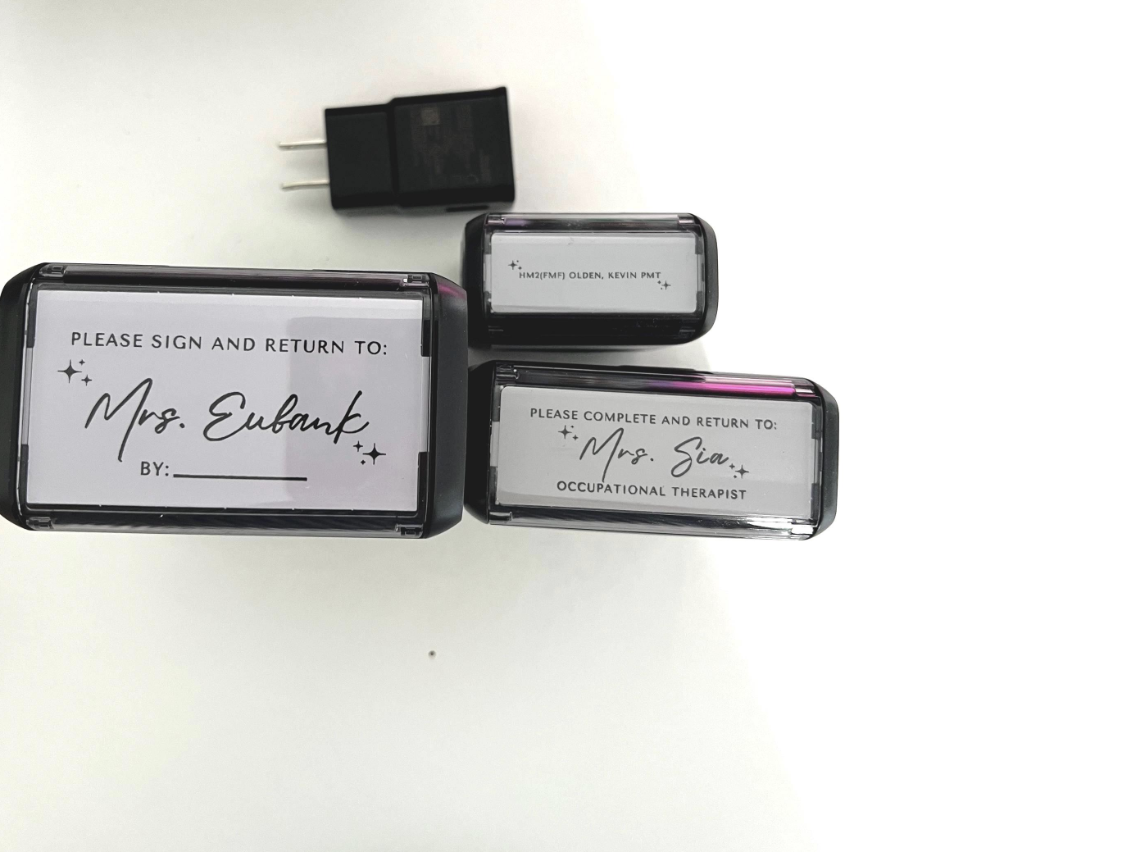 HM2(FMF) OLDEN, KEVIN PMT
PLEASE SIGN AND RETURN TO:
Mrs. Eubank
BY:
PLEASE COMPLETE AND RETURN TO:
Mrs. Sia
OCCUPATIONAL THERAPIST